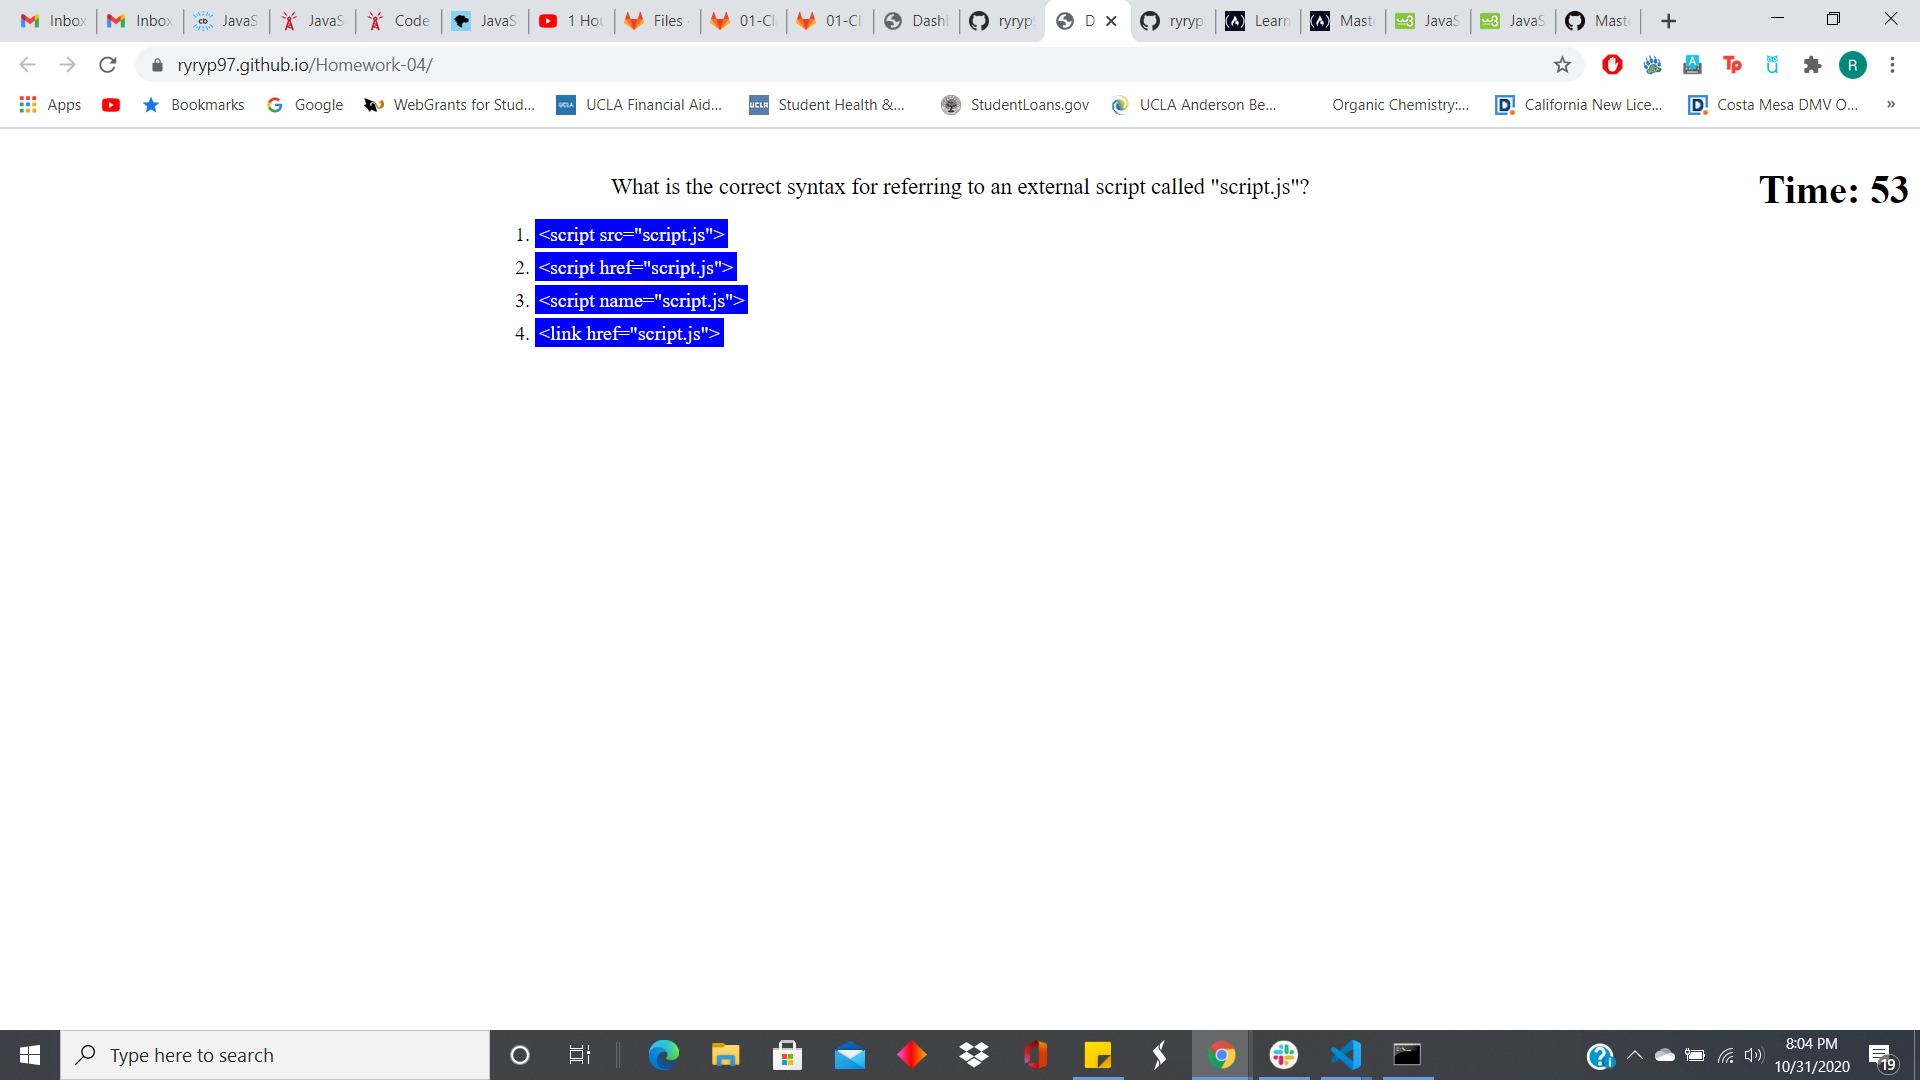 Inbox Inbox JavaS JavaS Code JavaS 1 Hou Files 01-Cl 01-Cl Dashl ryryp D ryryp Learn Maste JavaS JavaS Maste
ryryp97.github.io/Homework-04/
R
Apps Bookmarks Google WebGrants for Stud... UCLA Financial Aid... Student Health &... StudentLoans.gov UCLA Anderson Be... Organic Chemistry:... California New Lice... Costa Mesa DMV O... »
What is the correct syntax for referring to an external script called "script.js"?
Time: 53
1. <script src="script.js">
2. <script href="script.js">
3. <script name="script.js">
4. <link href="script.js">
Type here to search
8:04 PM
10/31/2020
19